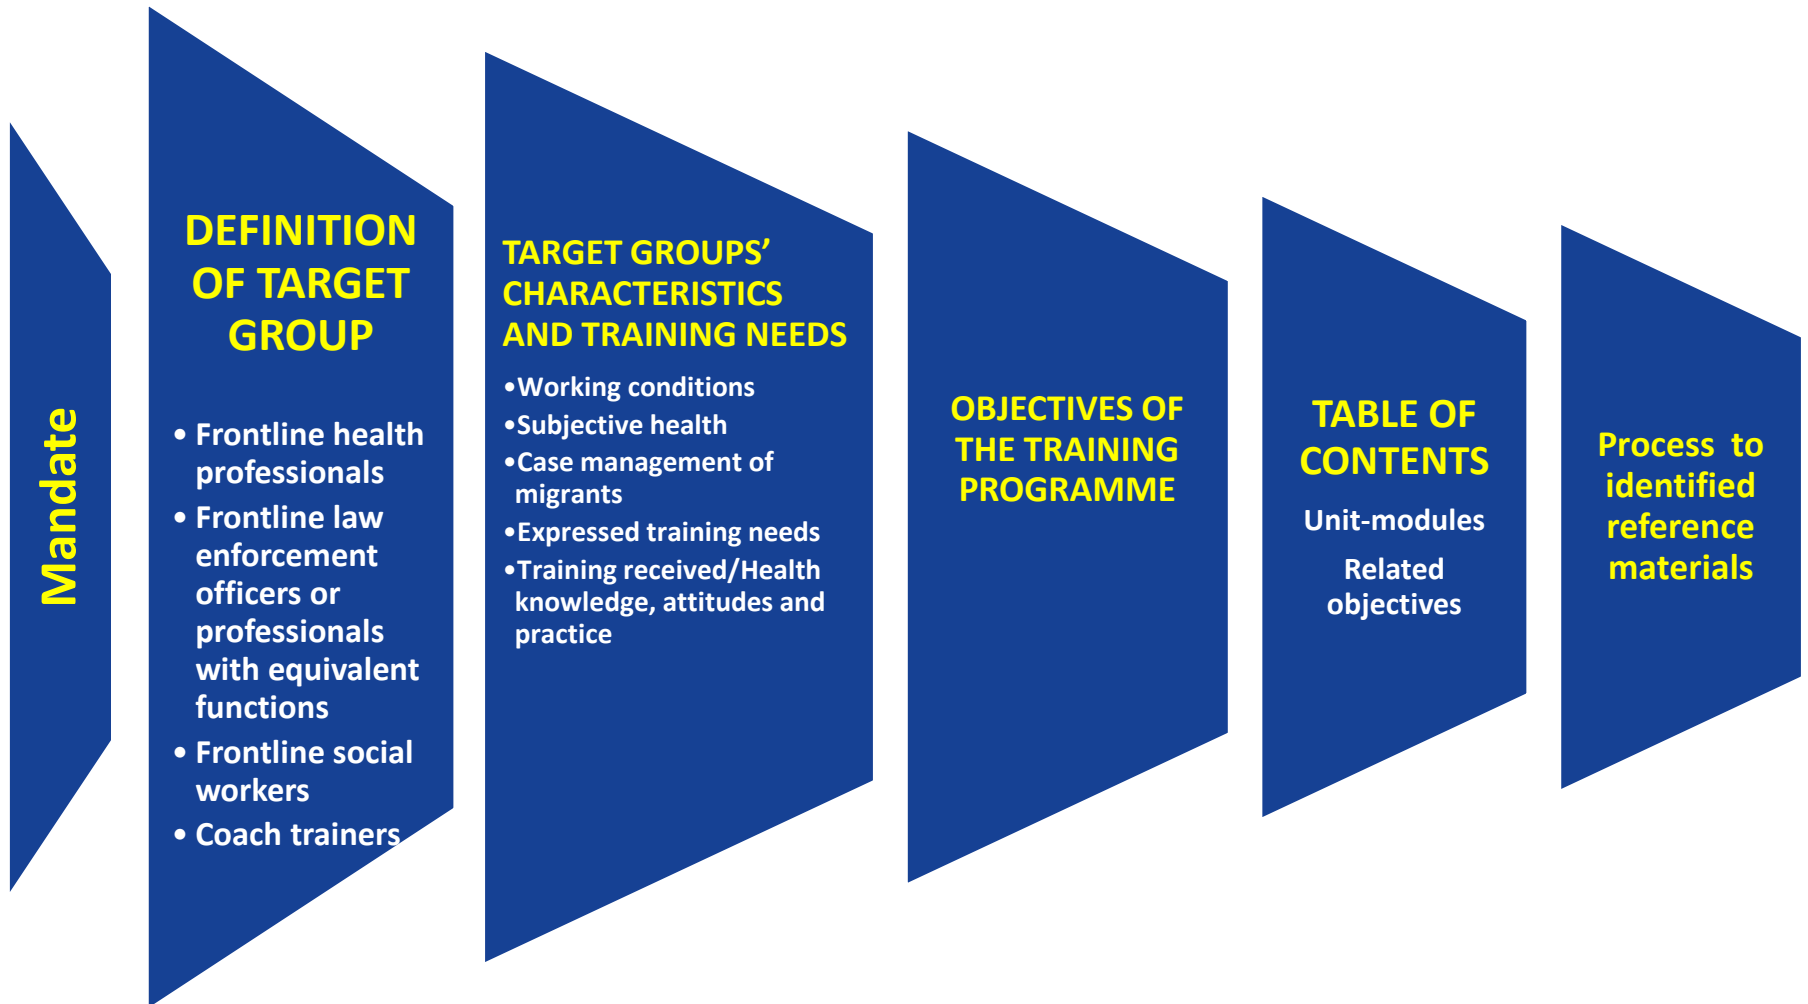 Mandate
DEFINITION
OF TARGET
GROUP
• Frontline health
professionals
• Frontline law
enforcement
officers or
professionals
with equivalent
functions
• Frontline social
workers
• Coach trainers
TARGET GROUPS’
CHARACTERISTICS
AND TRAINING NEEDS
•Working conditions
•Subjective health
•Case management of
migrants
•Expressed training needs
•Training received/Health
knowledge, attitudes and
practice
OBJECTIVES OF
THE TRAINING
PROGRAMME
TABLE OF
CONTENTS
Unit-modules
Related
objectives
Process to
identified
reference
materials